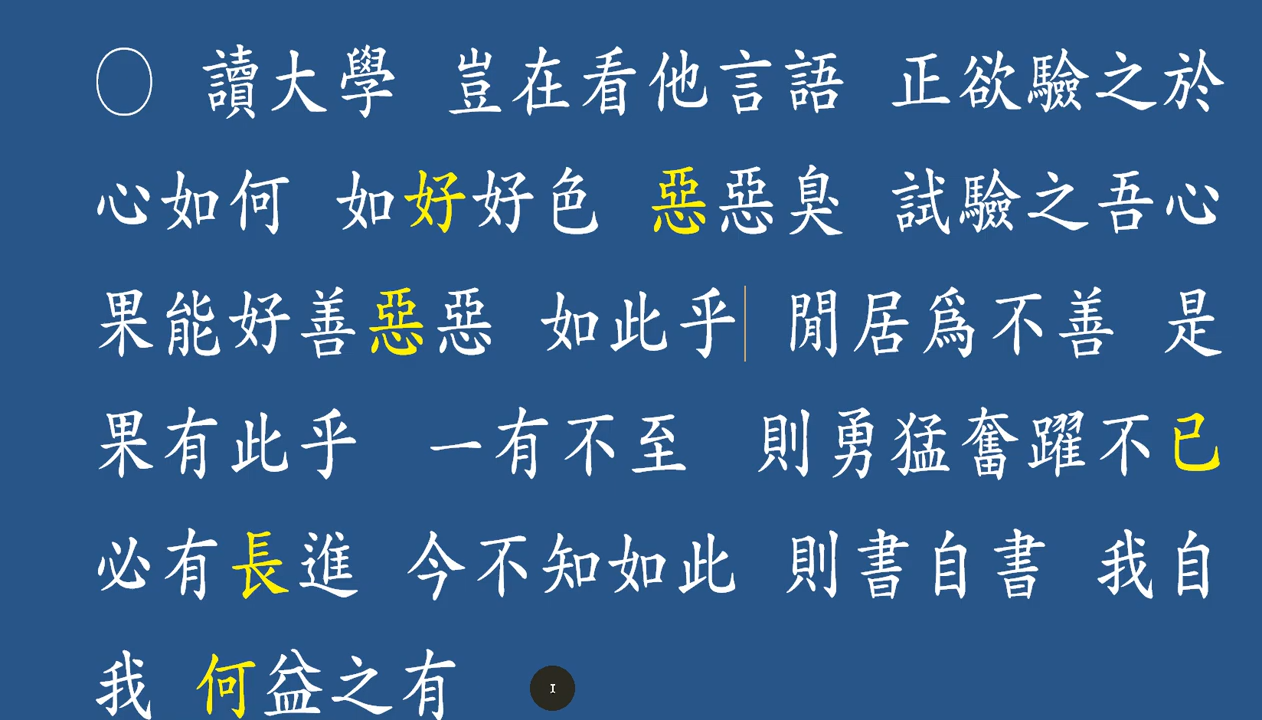 ○ 讀大學 豈在看他言語 正欲驗之於
心如何 如好好色 惡惡臭 試驗之吾心
果能好善惡惡 如此乎 閒居爲不善 是
果有此乎 一有不至 則勇猛奮躍不已
必有長進 今不知如此 則書自書 我自
我 何益之有